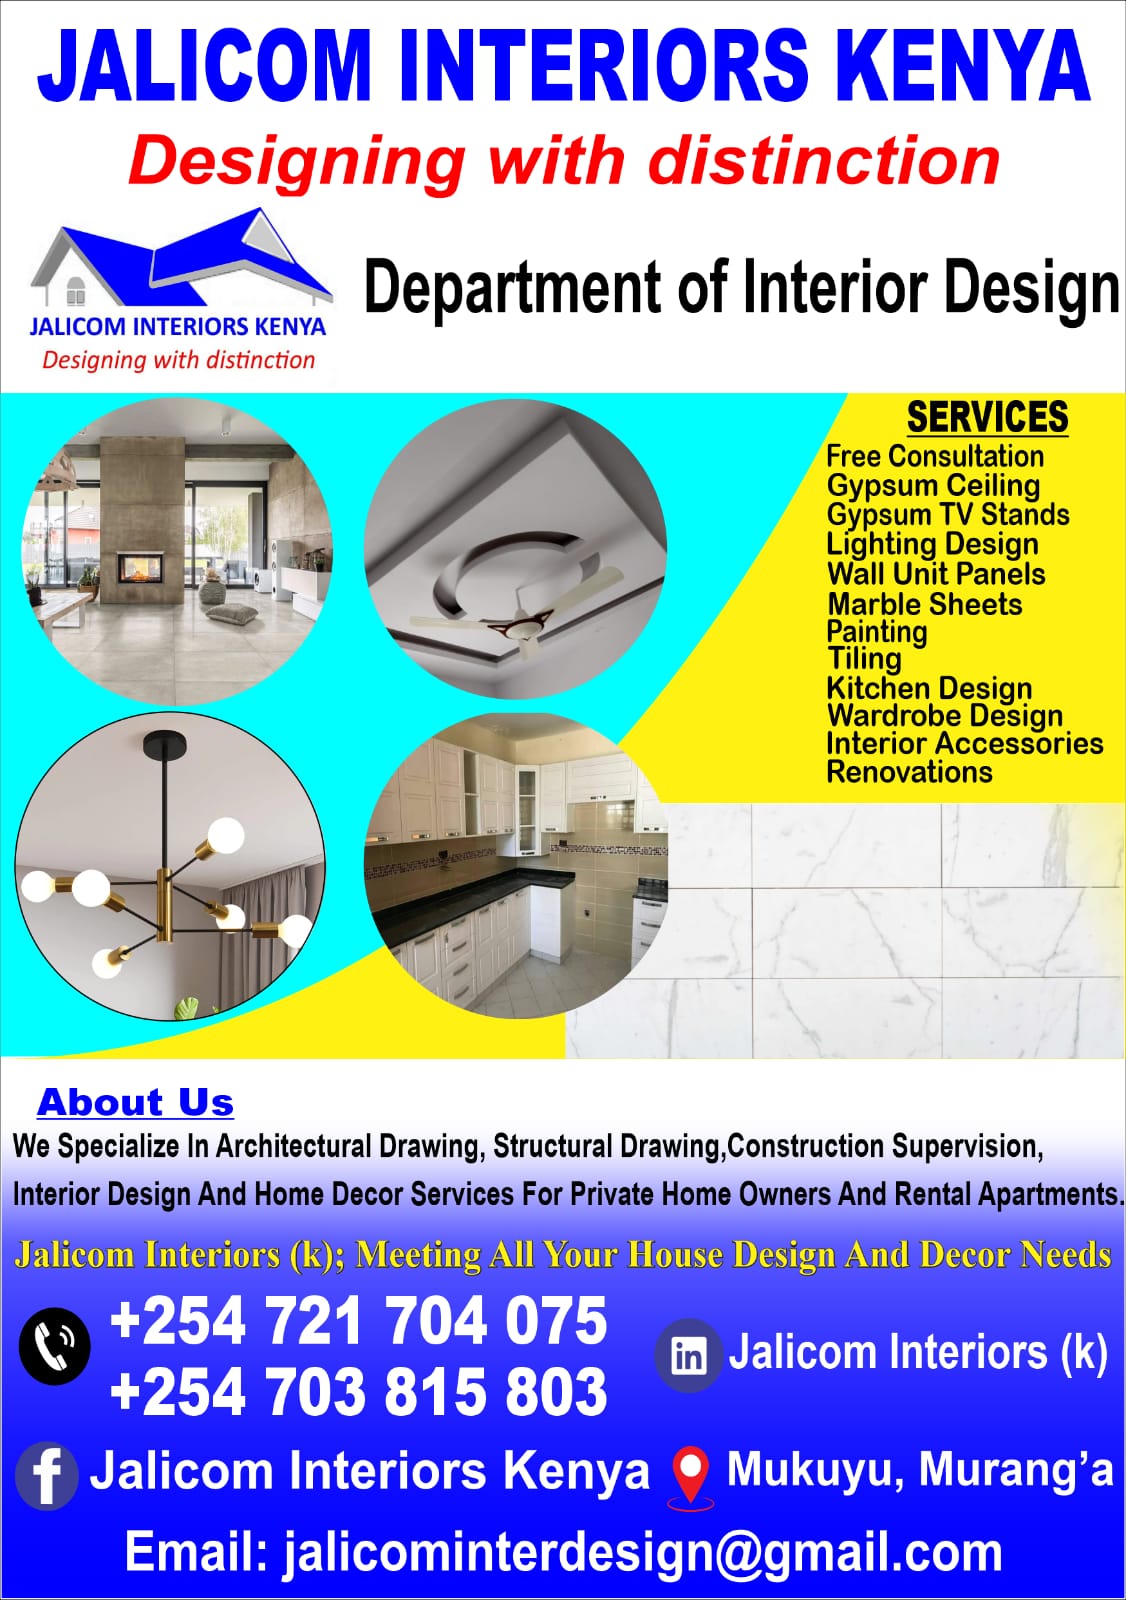 JALICOM INTERIORS KENYA
Designing with distinction
JALICOM INTERIORS KENYA
Designing with distinction
Department of Interior Design
SERVICES
Free Consultation
Gypsum Ceiling
Gypsum TV Stands
Lighting Design
Wall Unit Panels
Marble Sheets
Painting
Tiling
Kitchen Design
Wardrobe Design
Interior Accessories
Renovations
About Us
We Specialize In Architectural Drawing, Structural Drawing,Construction Supervision,
Interior Design And Home Decor Services For Private Home Owners And Rental Apartments.
Jalicom Interiors (k); Meeting All Your House Design And Decor Needs
+254 721 704 075
+254 703 815 803
in Jalicom Interiors (k)
f Jalicom Interiors Kenya
Mukuyu, Murang’a
Email: jalicominterdesign@gmail.com